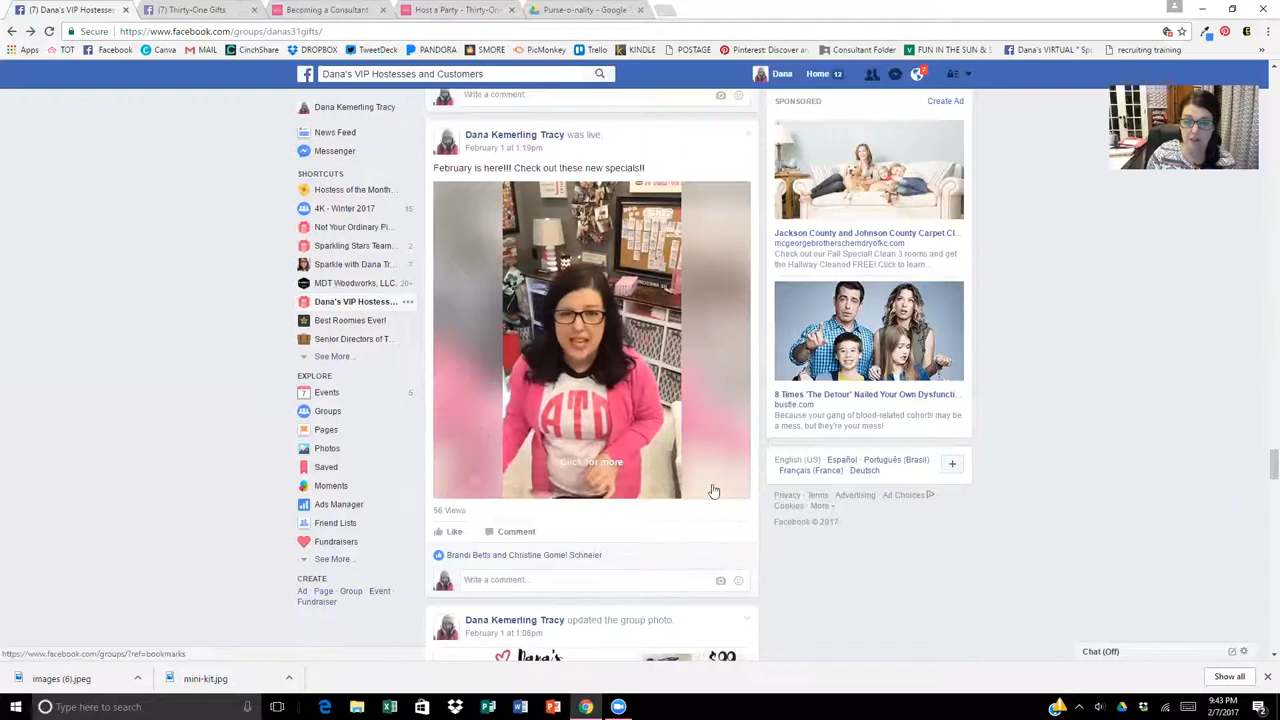 (7) Dana's VIP Hostesses
(7) Thirty-One Gifts
Becoming a Consultant
Host a Party - Thirty-On
Purse-o-nality - Google
Secure
https://www.facebook.com/groups/danas31gifts/
Apps
TOT
Facebook
Canva
MAIL
CinchShare
DROPBOX
TweetDeck
PANDORA
SMORE
PicMonkey
Trello
KINDLE
POSTAGE
Pinterest: Discover an
Consultant Folder
FUN IN THE SUN &
Dana's VIRTUAL " Sp
recruiting training
Dana's VIP Hostesses and Customers
Dana
Home 12
Dana Kemerling Tracy
News Feed
Messenger
SHORTCUTS
Hostess of the Month...
4K - Winter 2017 15
Not Your Ordinary Pi...
Sparkling Stars Team... 2
Sparkle with Dana Tr... 7
MDT Woodworks, LLC. 20+
Dana's VIP Hostess...
Best Roomies Ever!
Senior Directors of T...
See More...
EXPLORE
Events 5
Groups
Pages
Photos
Saved
Moments
Ads Manager
Friend Lists
Fundraisers
See More...
CREATE
Ad · Page · Group · Event ·
Fundraiser
Write a comment...
Dana Kemerling Tracy was live.
February 1 at 1:19pm
February is here!!! Check out these new specials!!
Click for more
56 Views
Like
Comment
Brandi Betts and Christine Gomel Schneier
Write a comment...
Dana Kemerling Tracy updated the group photo.
February 1 at 1:06pm
Dana's
SPONSORED
Create Ad
Jackson County and Johnson County Carpet Cl...
mcgeorgebrotherschemdryofkc.com
Check out our Fall Special! Clean 3 rooms and get
the Hallway Cleaned FREE! Click to learn...
8 Times 'The Detour' Nailed Your Own Dysfuncti...
bustle.com
Because your gang of blood-related cohorts may be
a mess, but they're your mess!
English (US) · Español · Português (Brasil) ·
Français (France) · Deutsch
Privacy · Terms · Advertising · Ad Choices
Cookies · More
Facebook © 2017
Chat (Off)
https://www.facebook.com/groups/?ref=bookmarks
images (6).jpeg
mini-kit.jpg
Show all
Type here to search
9:43 PM
2/7/2017